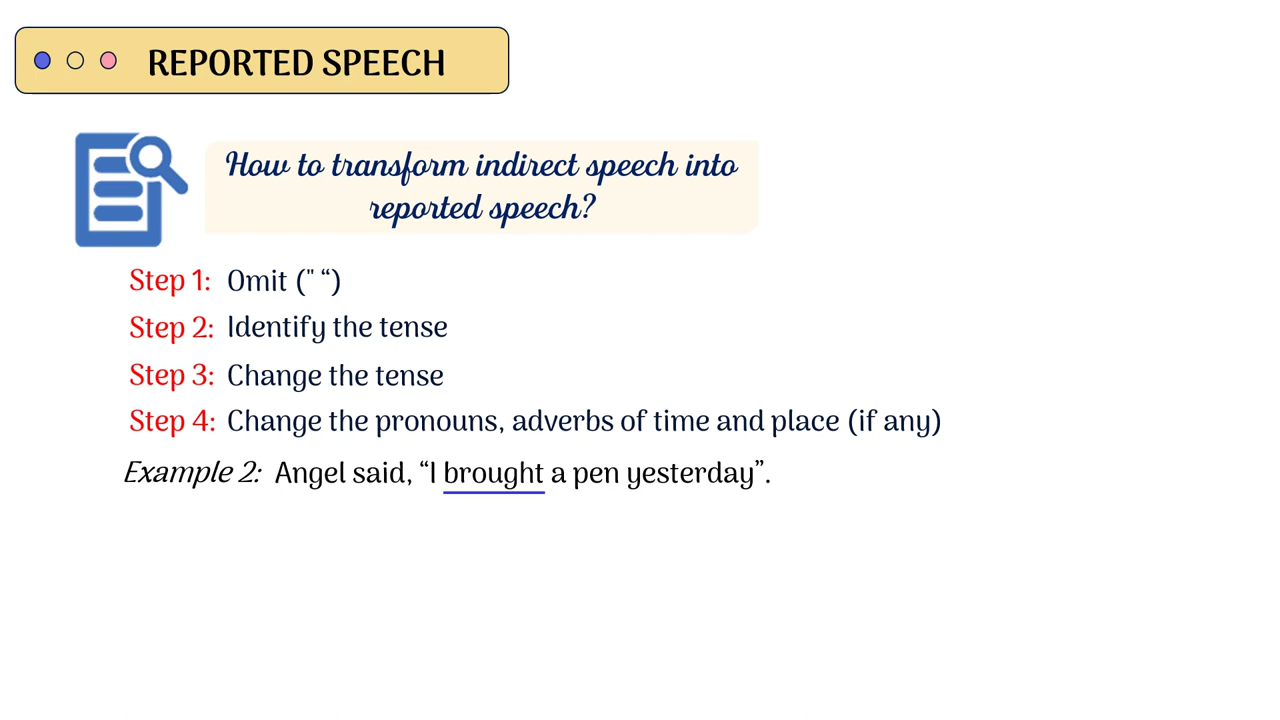 REPORTED SPEECH
How to transform indirect speech into
reported speech?
Step 1: Omit (" “)
Step 2: Identify the tense
Step 3: Change the tense
Step 4: Change the pronouns, adverbs of time and place (if any)
Example 2: Angel said, “I brought a pen yesterday”.